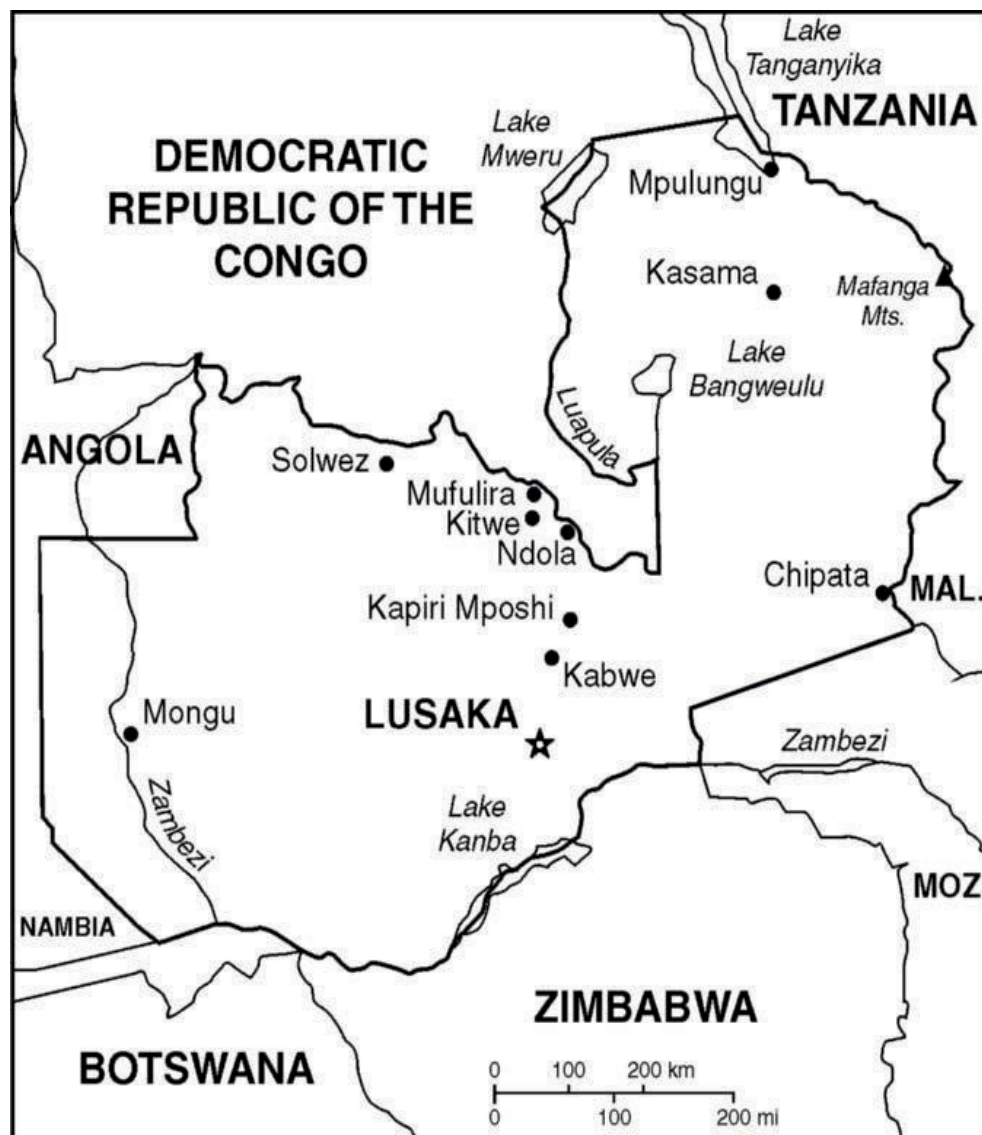 Lake
Tanganyika
TANZANIA
Lake
Mweru
DEMOCRATIC
REPUBLIC OF THE
CONGO
Mpulungu
Kasama
Mafanga
Mts.
Lake
Bangweulu
Luapula
ANGOLA
Solwez
Mufulira
Kitwe
Ndola
Chipata
MAL.
Kapiri Mposhi
Kabwe
Mongu
LUSAKA
Zambezi
Zambezi
Lake
Kanba
MOZ
NAMBIA
ZIMBABWA
BOTSWANA
0 100 200 km
0 100 200 mi